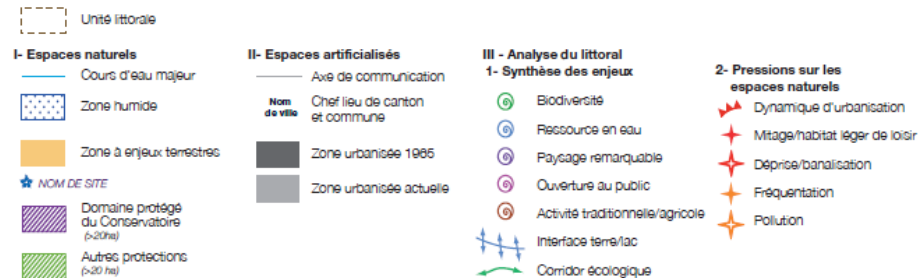 Unité littorale
I- Espaces naturels
Cours d'eau majeur
Zone humide
Zone à enjeux terrestres
NOM DE SITE
Domaine protégé
du Conservatoire
(>20ha)
Autres protections
(>20 ha)
II- Espaces artificialisés
Axe de communication
Nom
de ville
Chef lieu de canton
et commune
Zone urbanisée 1965
Zone urbanisée actuelle
III - Analyse du littoral
1- Synthèse des enjeux
Biodiversité
Ressource en eau
Paysage remarquable
Ouverture au public
Activité traditionnelle/agricole
Interface terre/lac
Corridor écologique
2- Pressions sur les
espaces naturels
Dynamique d'urbanisation
Mitage/habitat léger de loisir
Déprise/banalisation
Fréquentation
Pollution